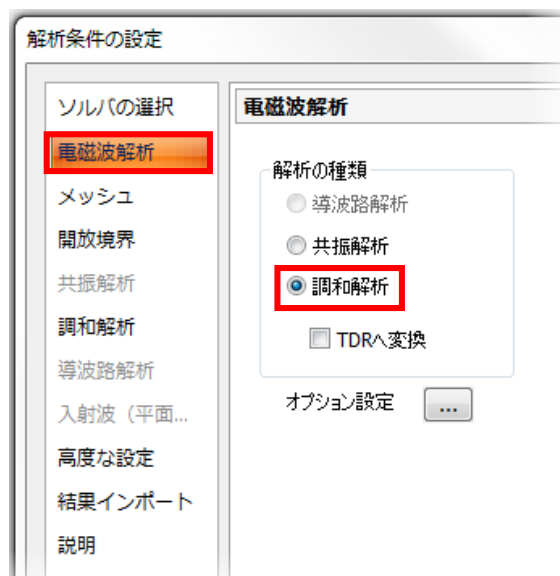 解析条件の設定
ソルバの選択
電磁波解析
メッシュ
開放境界
共振解析
調和解析
導波路解析
入射波（平面...
高度な設定
結果インポート
説明
電磁波解析
解析の種類
導波路解析
共振解析
調和解析
TDRへ変換
オプション設定 ...